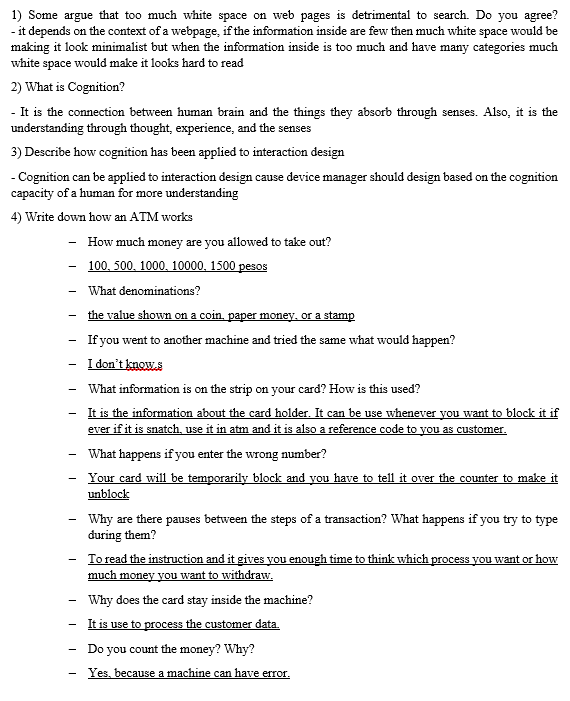 1) Some argue that too much white space on web pages is detrimental to search. Do you agree?
- it depends on the context of a webpage, if the information inside are few then much white space would be
making it look minimalist but when the information inside is too much and have many categories much
white space would make it looks hard to read
2) What is Cognition?
- It is the connection between human brain and the things they absorb through senses. Also, it is the
understanding through thought, experience, and the senses
3) Describe how cognition has been applied to interaction design
- Cognition can be applied to interaction design cause device manager should design based on the cognition
capacity of a human for more understanding
4) Write down how an ATM works
− How much money are you allowed to take out?
− 100, 500, 1000, 10000, 1500 pesos
− What denominations?
− the value shown on a coin, paper money, or a stamp
− If you went to another machine and tried the same what would happen?
− I don't know.s
− What information is on the strip on your card? How is this used?
− It is the information about the card holder. It can be use whenever you want to block it if
ever if it is snatch, use it in atm and it is also a reference code to you as customer.
− What happens if you enter the wrong number?
− Your card will be temporarily block and you have to tell it over the counter to make it
unblock
− Why are there pauses between the steps of a transaction? What happens if you try to type
during them?
− To read the instruction and it gives you enough time to think which process you want or how
much money you want to withdraw.
− Why does the card stay inside the machine?
− It is use to process the customer data.
− Do you count the money? Why?
− Yes, because a machine can have error.